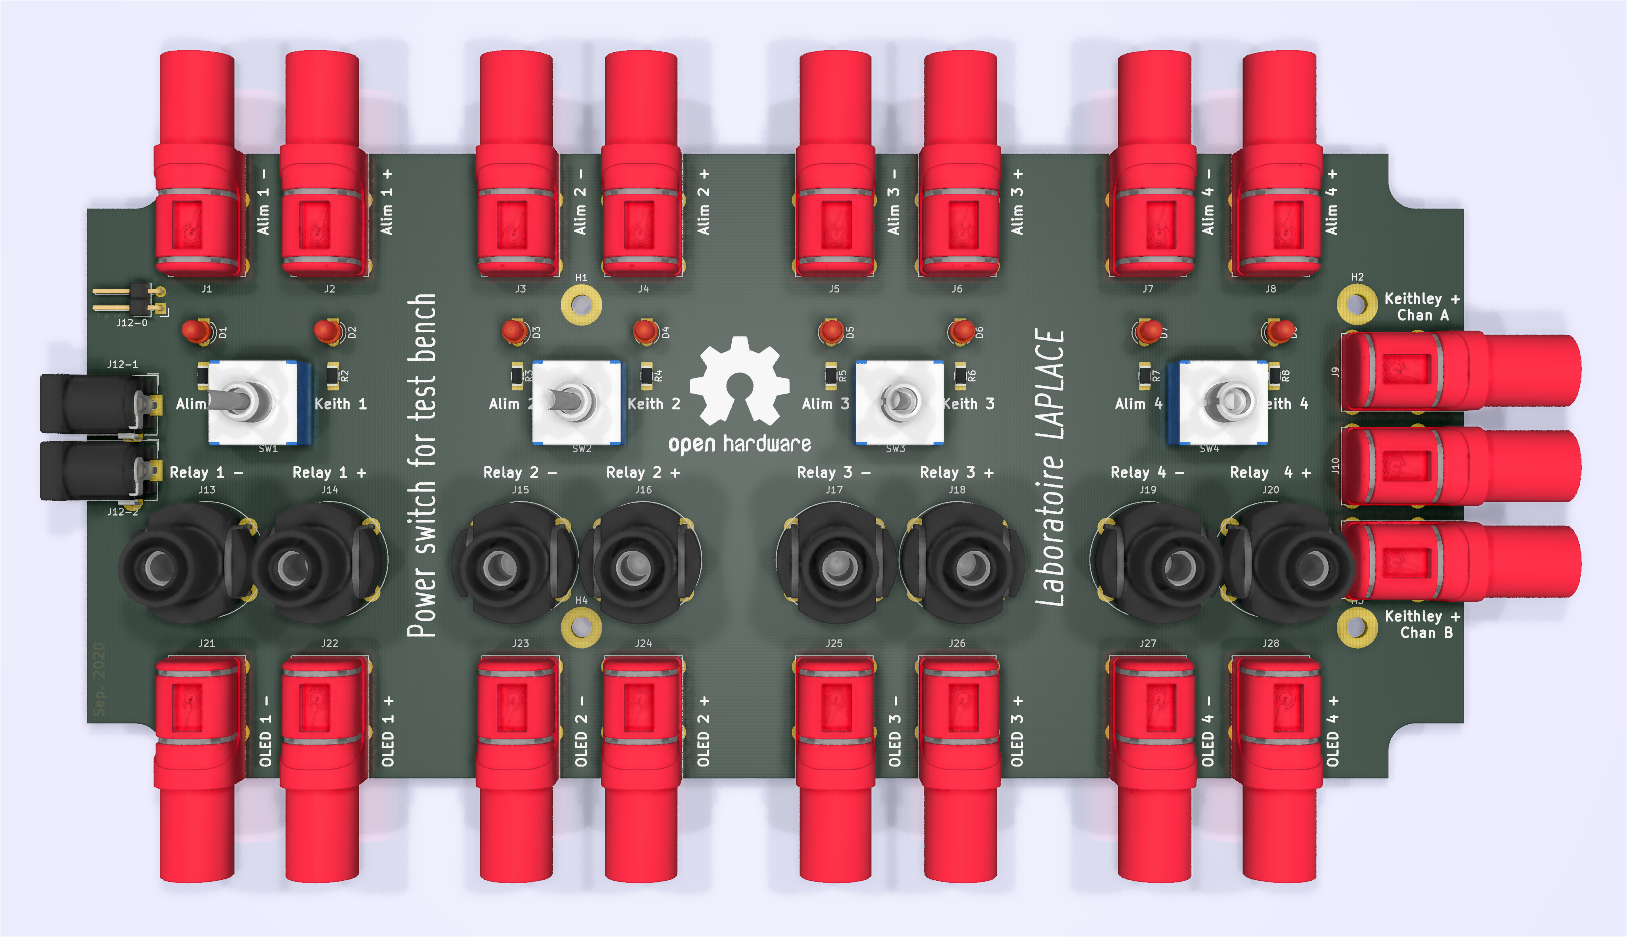 Alim 1 -
Alim 1 +
Alim 2 -
Alim 2 +
Alim 3 -
Alim 3 +
Alim 4 -
Alim 4 +
J1
J2
J3
J4
J5
J6
J7
J8
H1
H2
J12-0
Keithley +
Chan A
D1
D2
D3
D4
D5
D6
D7
J12-1
R2
R3
R4
R5
R6
R7
R8
J9
Alim
Keith 1
Alim 2
Keith 2
Alim 3
Keith 3
Alim 4
eith 4
SW1
SW2
SW3
SW4
open hardware
Power switch for test bench
Laboratoire LAPLACE
J10
Relay 1 -
Relay 1 +
Relay 2 -
Relay 2 +
Relay 3 -
Relay 3 +
Relay 4 -
Relay 4 +
J13
J14
J15
J16
J17
J18
J19
J20
J12-2
H4
Keithley +
Chan B
J21
J22
J23
J24
J25
J26
J27
J28
Sep. 2020
OLED 1 -
OLED 1 +
OLED 2 -
OLED 2 +
OLED 3 -
OLED 3 +
OLED 4 -
OLED 4 +